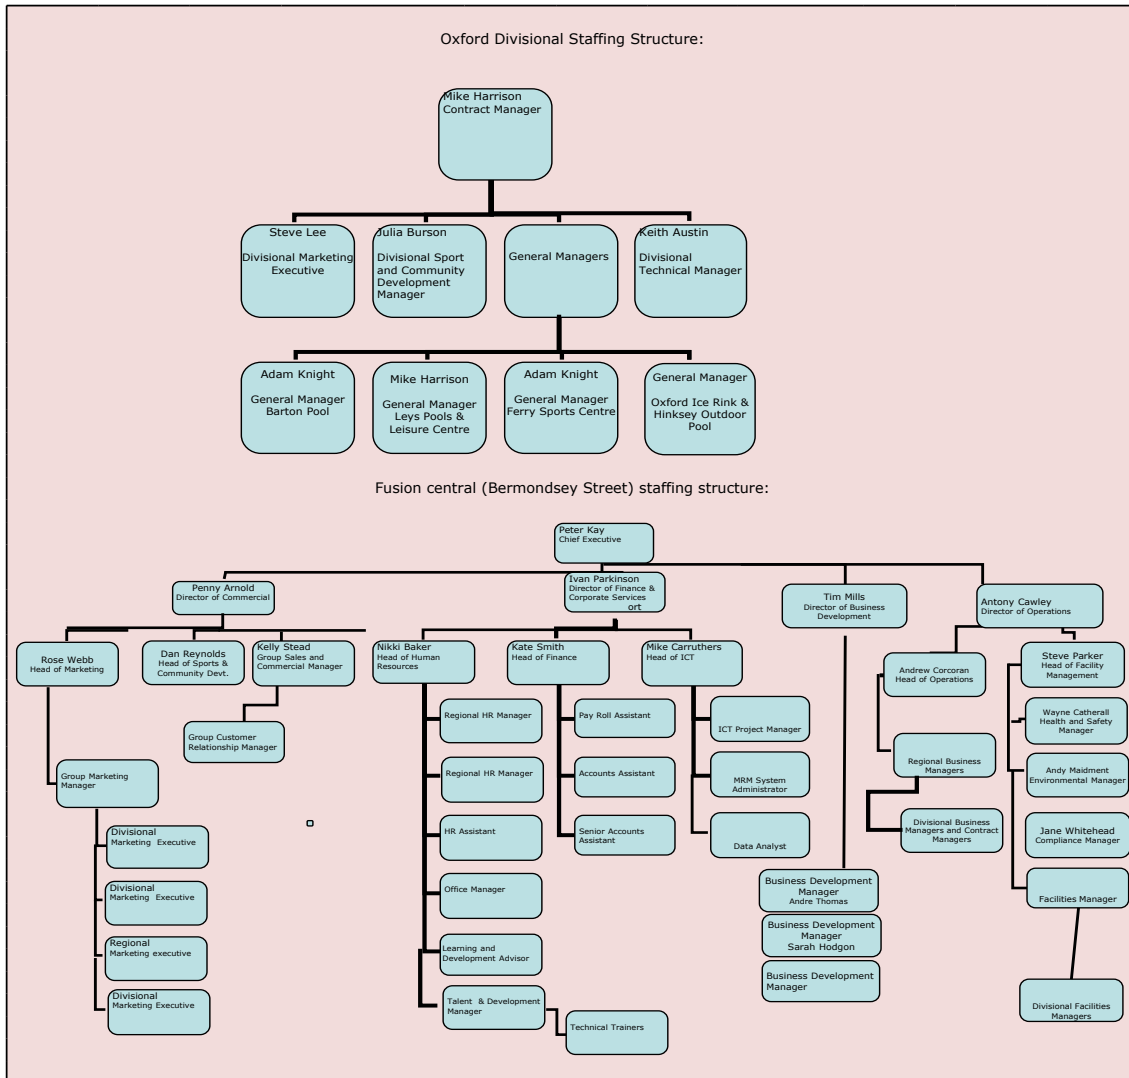 Oxford Divisional Staffing Structure:
Mike Harrison
Contract Manager
Steve Lee
Divisional Marketing
Executive
Julia Burson
Divisional Sport
and Community
Development
Manager
General Managers
Keith Austin
Divisional
Technical Manager
Adam Knight
General Manager
Barton Pool
Mike Harrison
General Manager
Leys Pools &
Leisure Centre
Adam Knight
General Manager
Ferry Sports Centre
General Manager
Oxford Ice Rink &
Hinksey Outdoor
Pool
Fusion central (Bermondsey Street) staffing structure:
Peter Kay
Chief Executive
Penny Arnold
Director of Commercial
Ivan Parkinson
Director of Finance &
Corporate Services
ort
Tim Mills
Director of Business
Development
Antony Cawley
Director of Operations
Rose Webb
Head of Marketing
Dan Reynolds
Head of Sports &
Community Devt.
Kelly Stead
Group Sales and
Commercial Manager
Nikki Baker
Head of Human
Resources
Kate Smith
Head of Finance
Mike Carruthers
Head of ICT
Andrew Corcoran
Head of Operations
Steve Parker
Head of Facility
Management
Group Customer
Relationship Manager
Group Marketing
Manager
Divisional
Marketing Executive
Divisional
Marketing  Executive
Regional
Marketing executive
Divisional
Marketing Executive
Regional HR Manager
Regional HR Manager
HR Assistant
Office Manager
Learning and
Development Advisor
Talent  & Development
Manager
Technical Trainers
Pay Roll Assistant
Accounts Assistant
Senior Accounts
Assistant
ICT Project Manager
MRM System
Administrator
Data Analyst
Business Development
Manager
Andre Thomas
Business Development
Manager
Sarah Hodgon
Business Development
Manager
Regional Business
Managers
Divisional Business
Managers and Contract
Managers
Wayne Catherall
Health and Safety
Manager
Andy Maidment
Environmental Manager
Jane Whitehead
Compliance Manager
Facilities Manager
Divisional Facilities
Managers